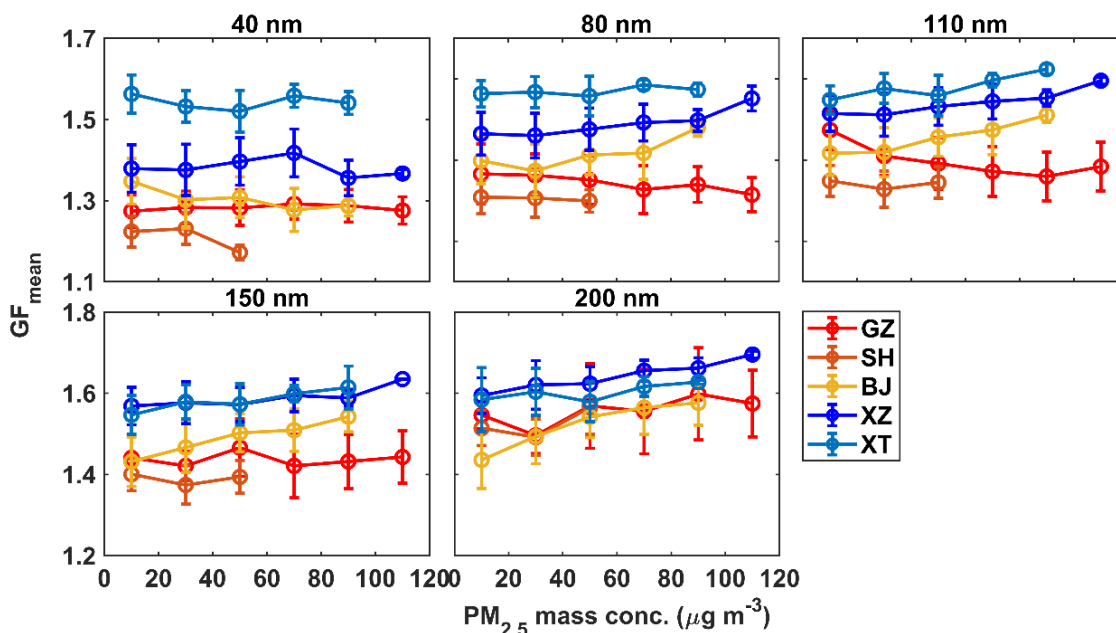 40 nm 80 nm 110 nm
1.7
1.5
1.3
1.1
GFmean
150 nm 200 nm
1.8
1.6
1.4
1.2
GZ
SH
BJ
XZ
XT
0 20 40 60 80 100 120 0 20 40 60 80 100 120
PM2.5 mass conc. (μg m-3)